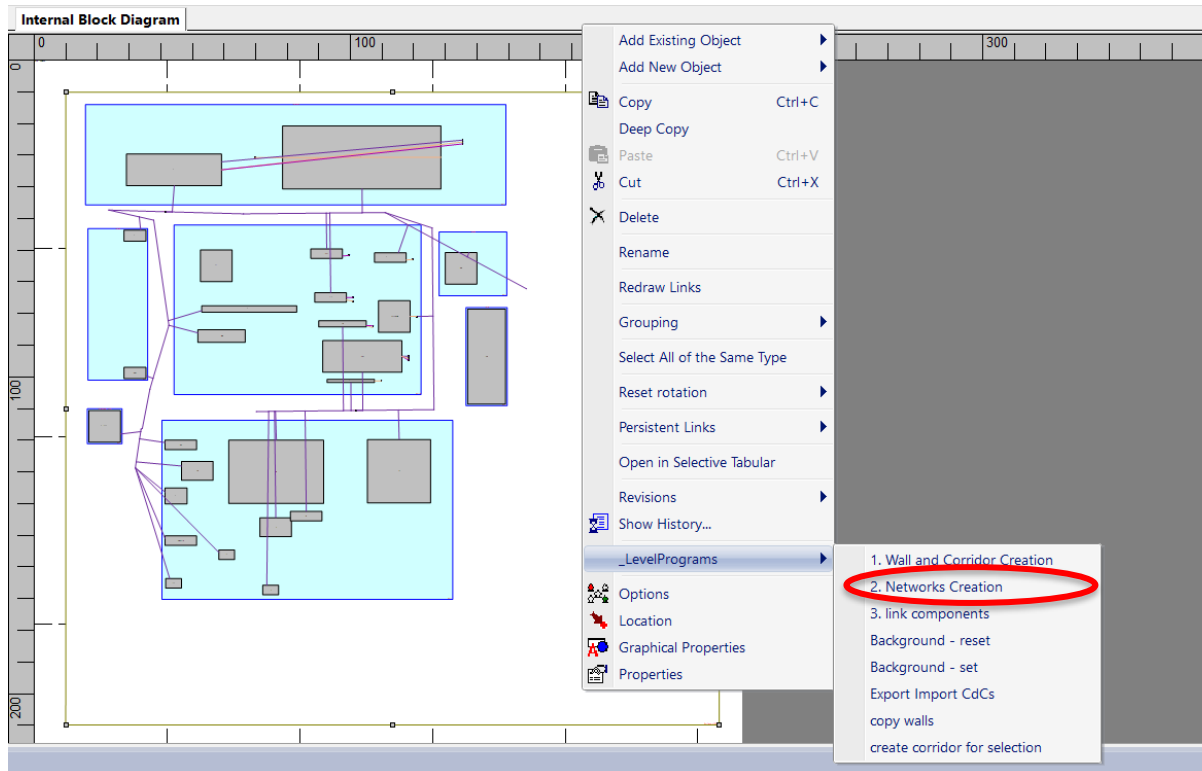 Internal Block Diagram
0
100
300
0
100
200
Add Existing Object
Add New Object
Copy Ctrl+C
Deep Copy
Paste Ctrl+V
Cut Ctrl+X
Delete
Rename
Redraw Links
Grouping
Select All of the Same Type
Reset rotation
Persistent Links
Open in Selective Tabular
Revisions
Show History...
_LevelPrograms
Options
Location
Graphical Properties
Properties
1. Wall and Corridor Creation
2. Networks Creation
3. link components
Background - reset
Background - set
Export Import CdCs
copy walls
create corridor for selection